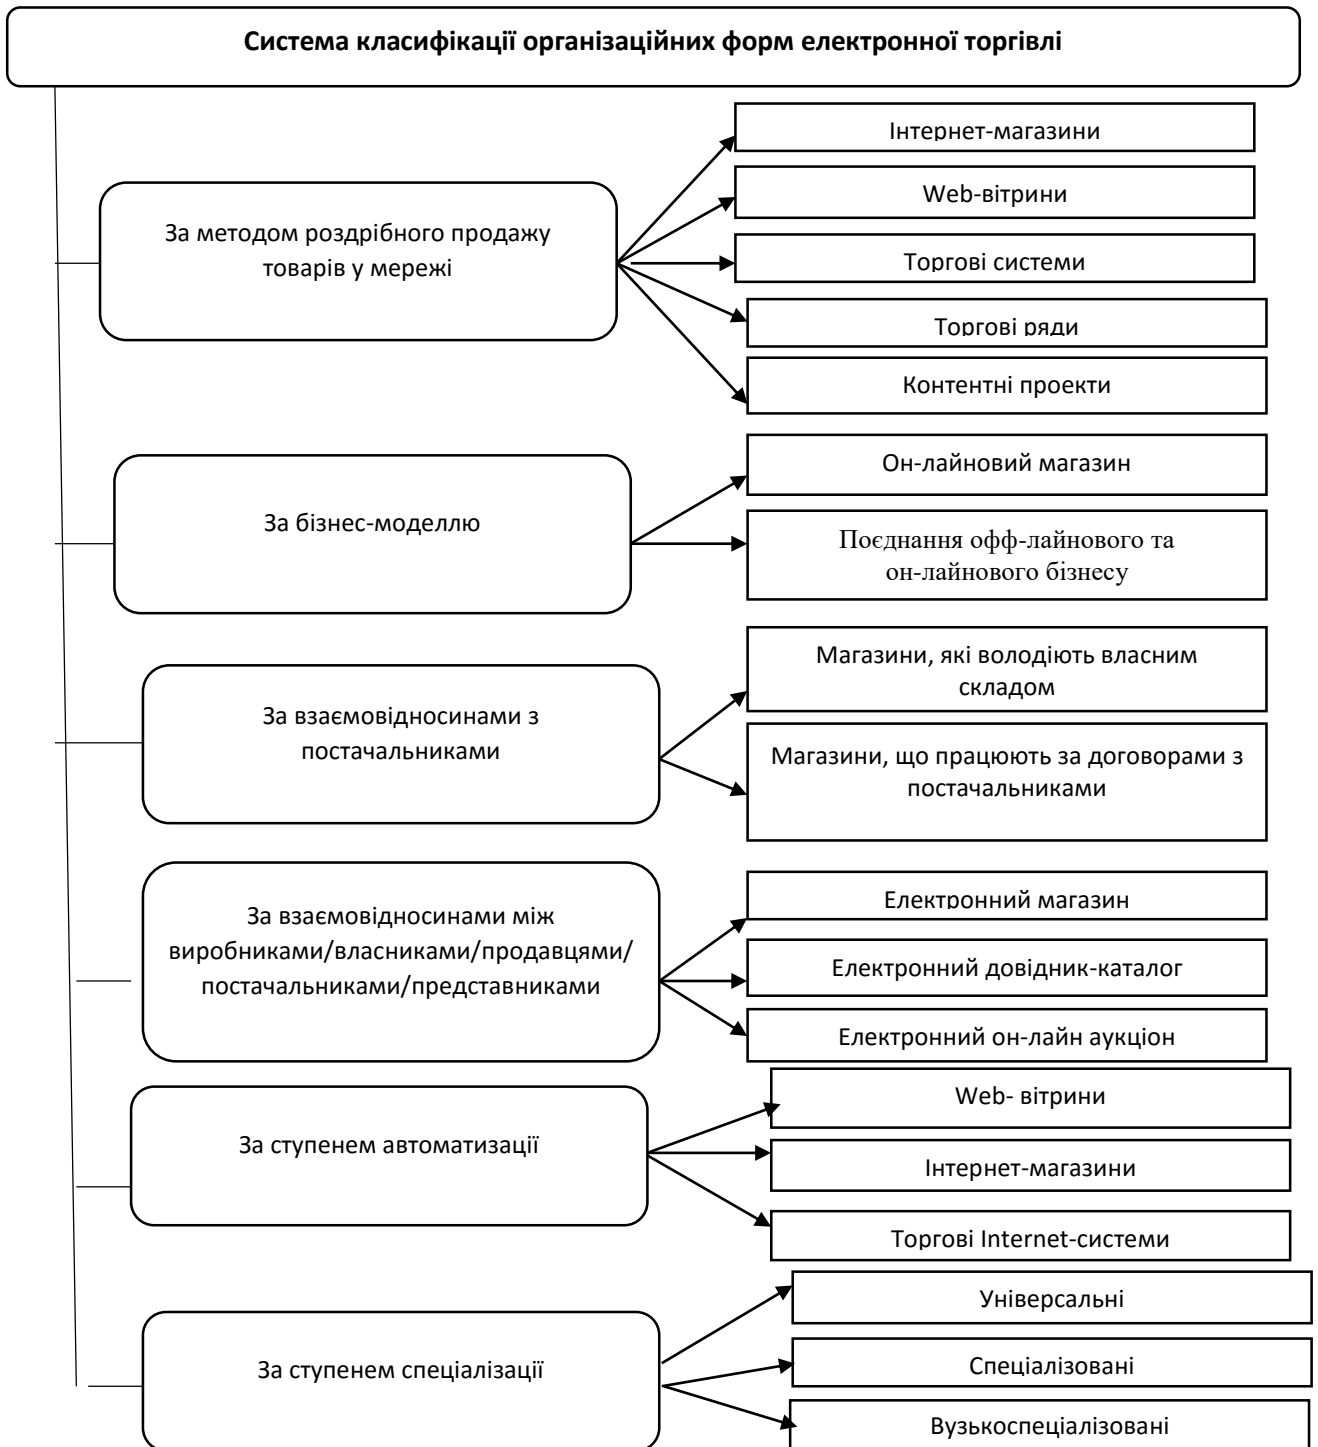 Система класифікації організаційних форм електронної торгівлі
За методом роздрібного продажу
товарів у мережі
Інтернет-магазини
Web-вітрини
Торгові системи
Торгові ряди
Контентні проекти
За бізнес-моделлю
Он-лайновий магазин
Поєднання офф-лайнового та
он-лайнового бізнесу
За взаємовідносинами з
постачальниками
Магазини, які володіють власним
складом
Магазини, що працюють за договорами з
постачальниками
За взаємовідносинами між
виробниками/власниками/продавцями/
постачальниками/представниками
Електронний магазин
Електронний довідник-каталог
Електронний он-лайн аукціон
За ступенем автоматизації
Web- вітрини
Інтернет-магазини
Торгові Internet-системи
За ступенем спеціалізації
Універсальні
Спеціалізовані
Вузькоспеціалізовані